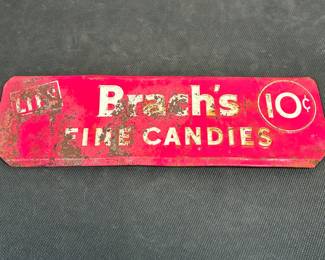 Brach's 10¢
FINE CANDIES